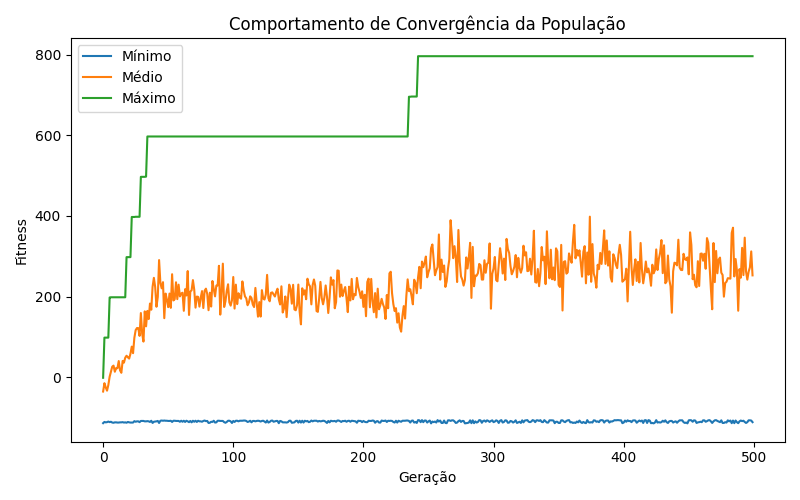 Comportamento de Convergência da População
Mínimo
Médio
Máximo
Fitness
800
600
400
200
0
0 100 200 300 400 500
Geração